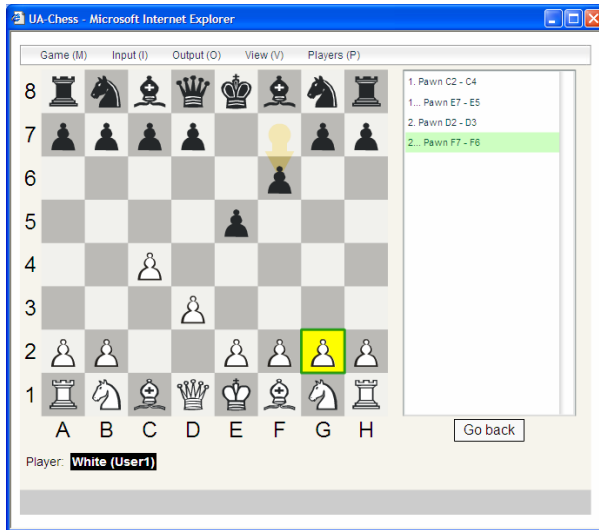 UA-Chess - Microsoft Internet Explorer
Game (M) Input (I) Output (O) View (V) Players (P)
8
7
6
5
4
3
2
1
A B C D E F G H
1. Pawn C2 - C4
1... Pawn E7 - E5
2. Pawn D2 - D3
2... Pawn F7 - F6
Go back
Player: White (User1)